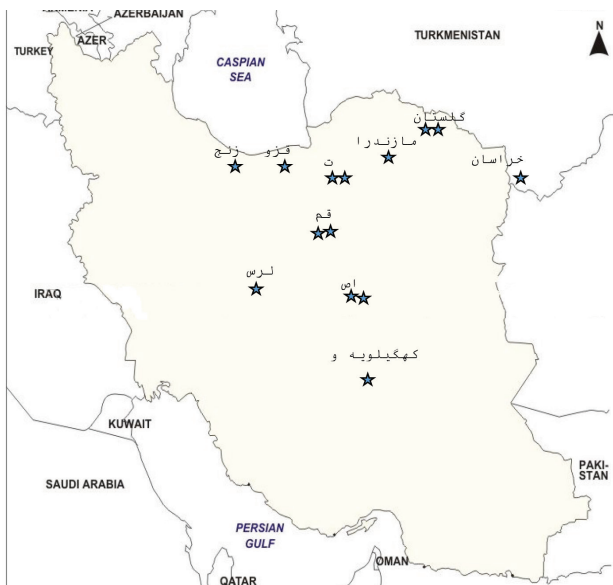 AZERBAIJAN
N
TURKMENISTAN
AZER
TURKEY
CASPIAN
SEA
گلستان
مازندرا
خراسان
ت
قزو
زنج
قم
لرس
اص
IRAQ
کهگیلویه و
KUWAIT
SAUDI ARABIA
PAKI-
STAN
PERSIAN
GULF
OMAN
QATAR